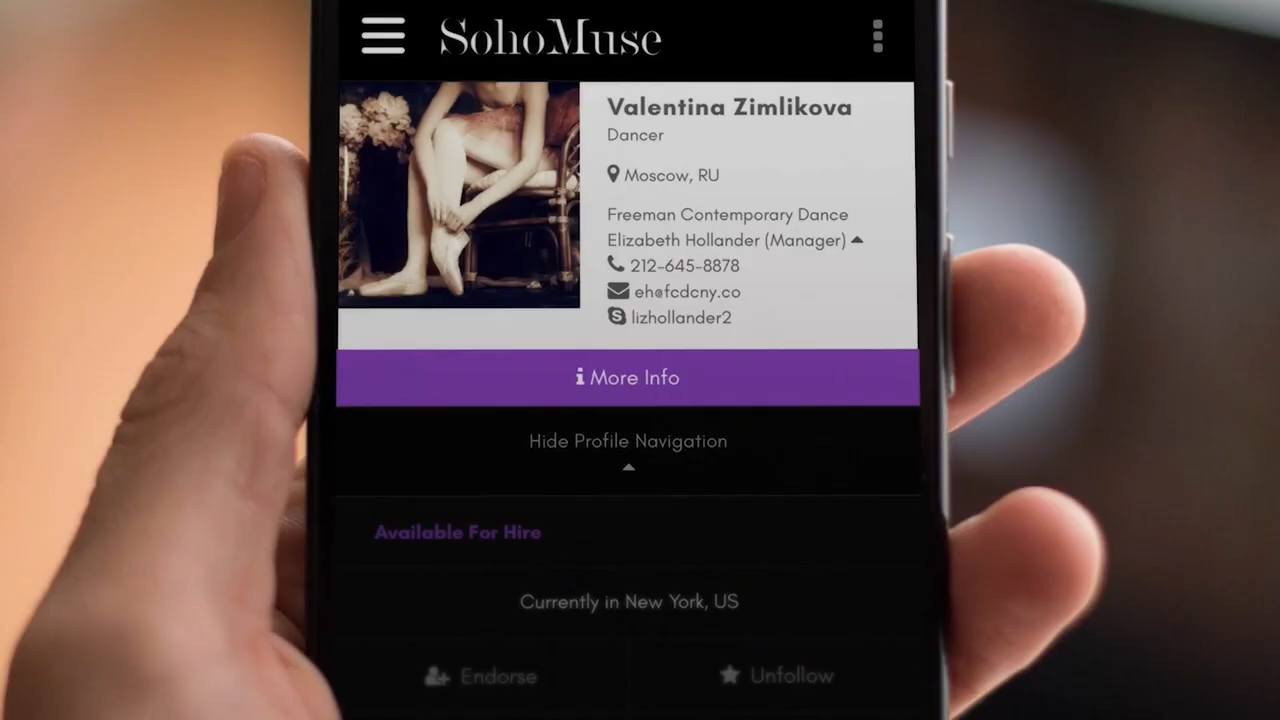 SohoMuse
Valentina Zimlikova
Dancer
Moscow, RU
Freeman Contemporary Dance
Elizabeth Hollander (Manager)
212-645-8878
eh@fcdcny.co
lizhollander2
More Info
Hide Profile Navigation
Available For Hire
Currently in New York, US
Endorse
Unfollow